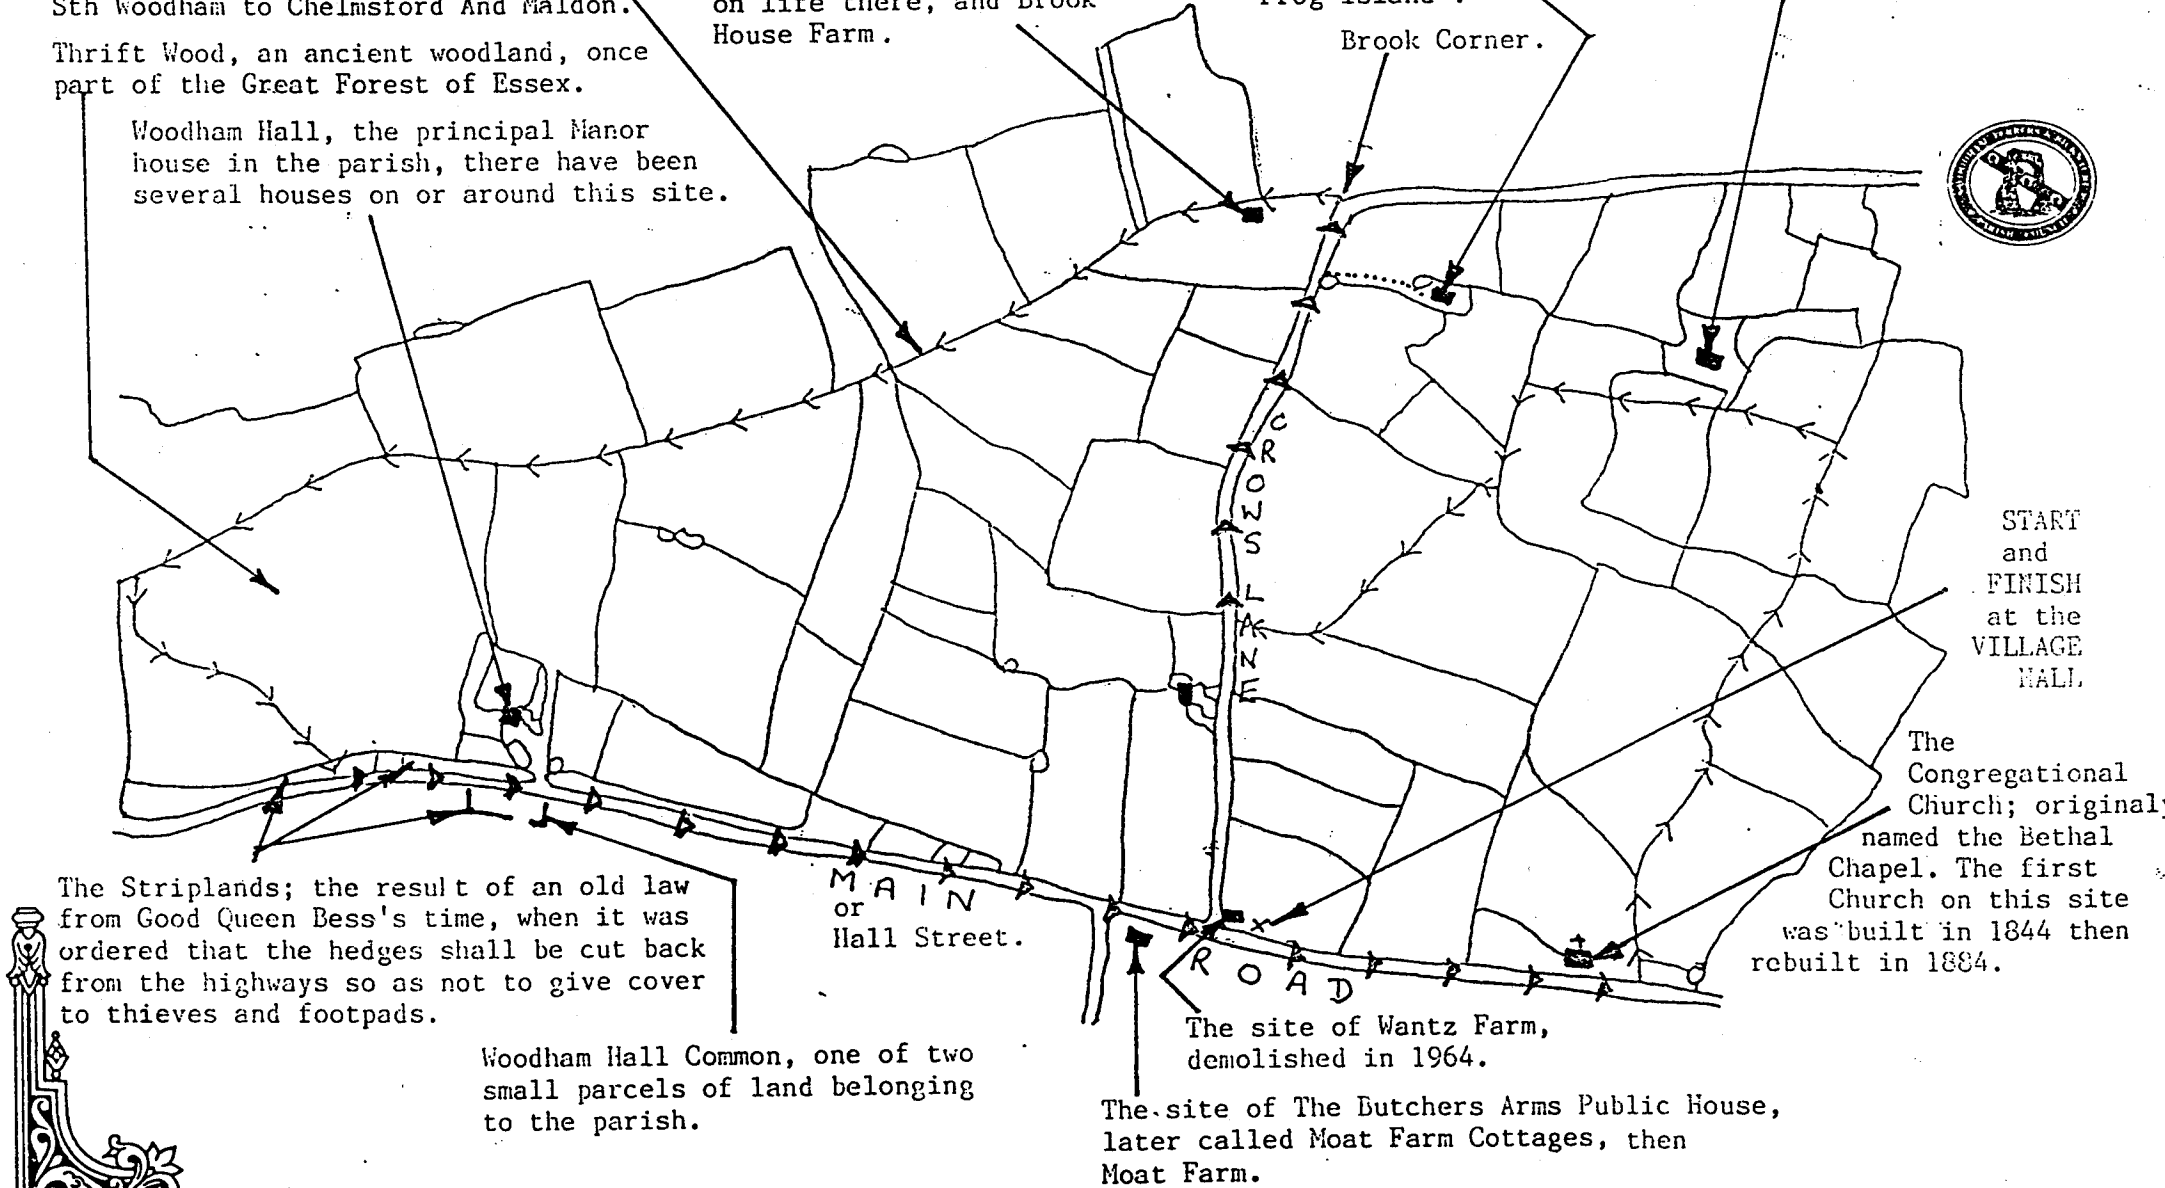 Sth Woodham to Chelmsford And Maldon.
Thrift Wood, an ancient woodland, once
part of the Great Forest of Essex.
Woodham Hall, the principal Manor
house in the parish, there have been
several houses on or around this site.
on life there, and Brook
House Farm.
Frog Island".
Brook Corner.
CROWS LANE
START
and
FINISH
at the
VILLAGE
HALL
The
Congregational
Church; originaly
named the Bethal
Chapel. The first
Church on this site
was built in 1844 then
rebuilt in 1884.
MAIN
or
Hall Street.
ROAD
The Striplands; the result of an old law
from Good Queen Bess's time, when it was
ordered that the hedges shall be cut back
from the highways so as not to give cover
to thieves and footpads.
Woodham Hall Common, one of two
small parcels of land belonging
to the parish.
The site of Wantz Farm,
demolished in 1964.
The site of The Butchers Arms Public House,
later called Moat Farm Cottages, then
Moat Farm.